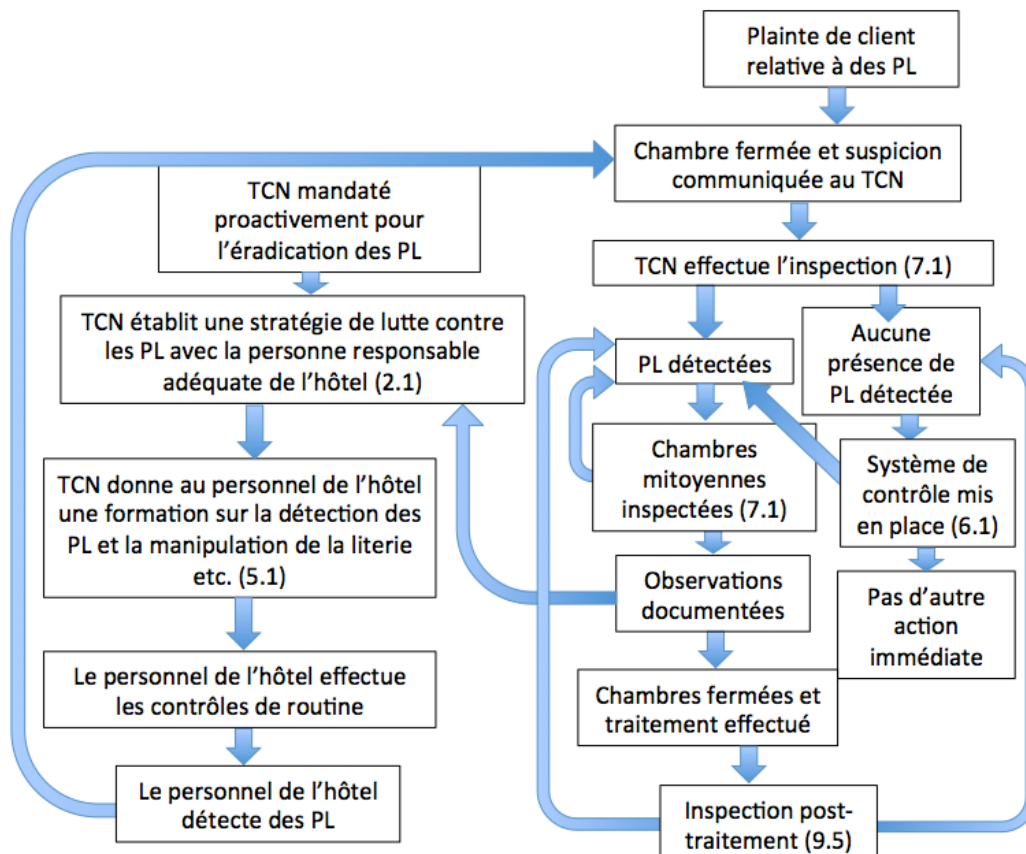 Plainte de client
relative à des PL
Chambre fermée et suspicion
communiquée au TCN
TCN mandaté
proactivement pour
l'éradication des PL
TCN effectue l'inspection (7.1)
TCN établit une stratégie de lutte contre
les PL avec la personne responsable
adéquate de l'hôtel (2.1)
PL détectées
Aucune
présence de
PL détectée
Chambres
mitoyennes
inspectées (7.1)
Système de
contrôle mis
en place (6.1)
TCN donne au personnel de l'hôtel
une formation sur la détection des
PL et la manipulation de la literie
etc. (5.1)
Observations
documentées
Pas d'autre
action
immédiate
Le personnel de l'hôtel effectue
les contrôles de routine
Chambres fermées et
traitement effectué
Le personnel de l'hôtel
détecte des PL
Inspection post-
traitement (9.5)